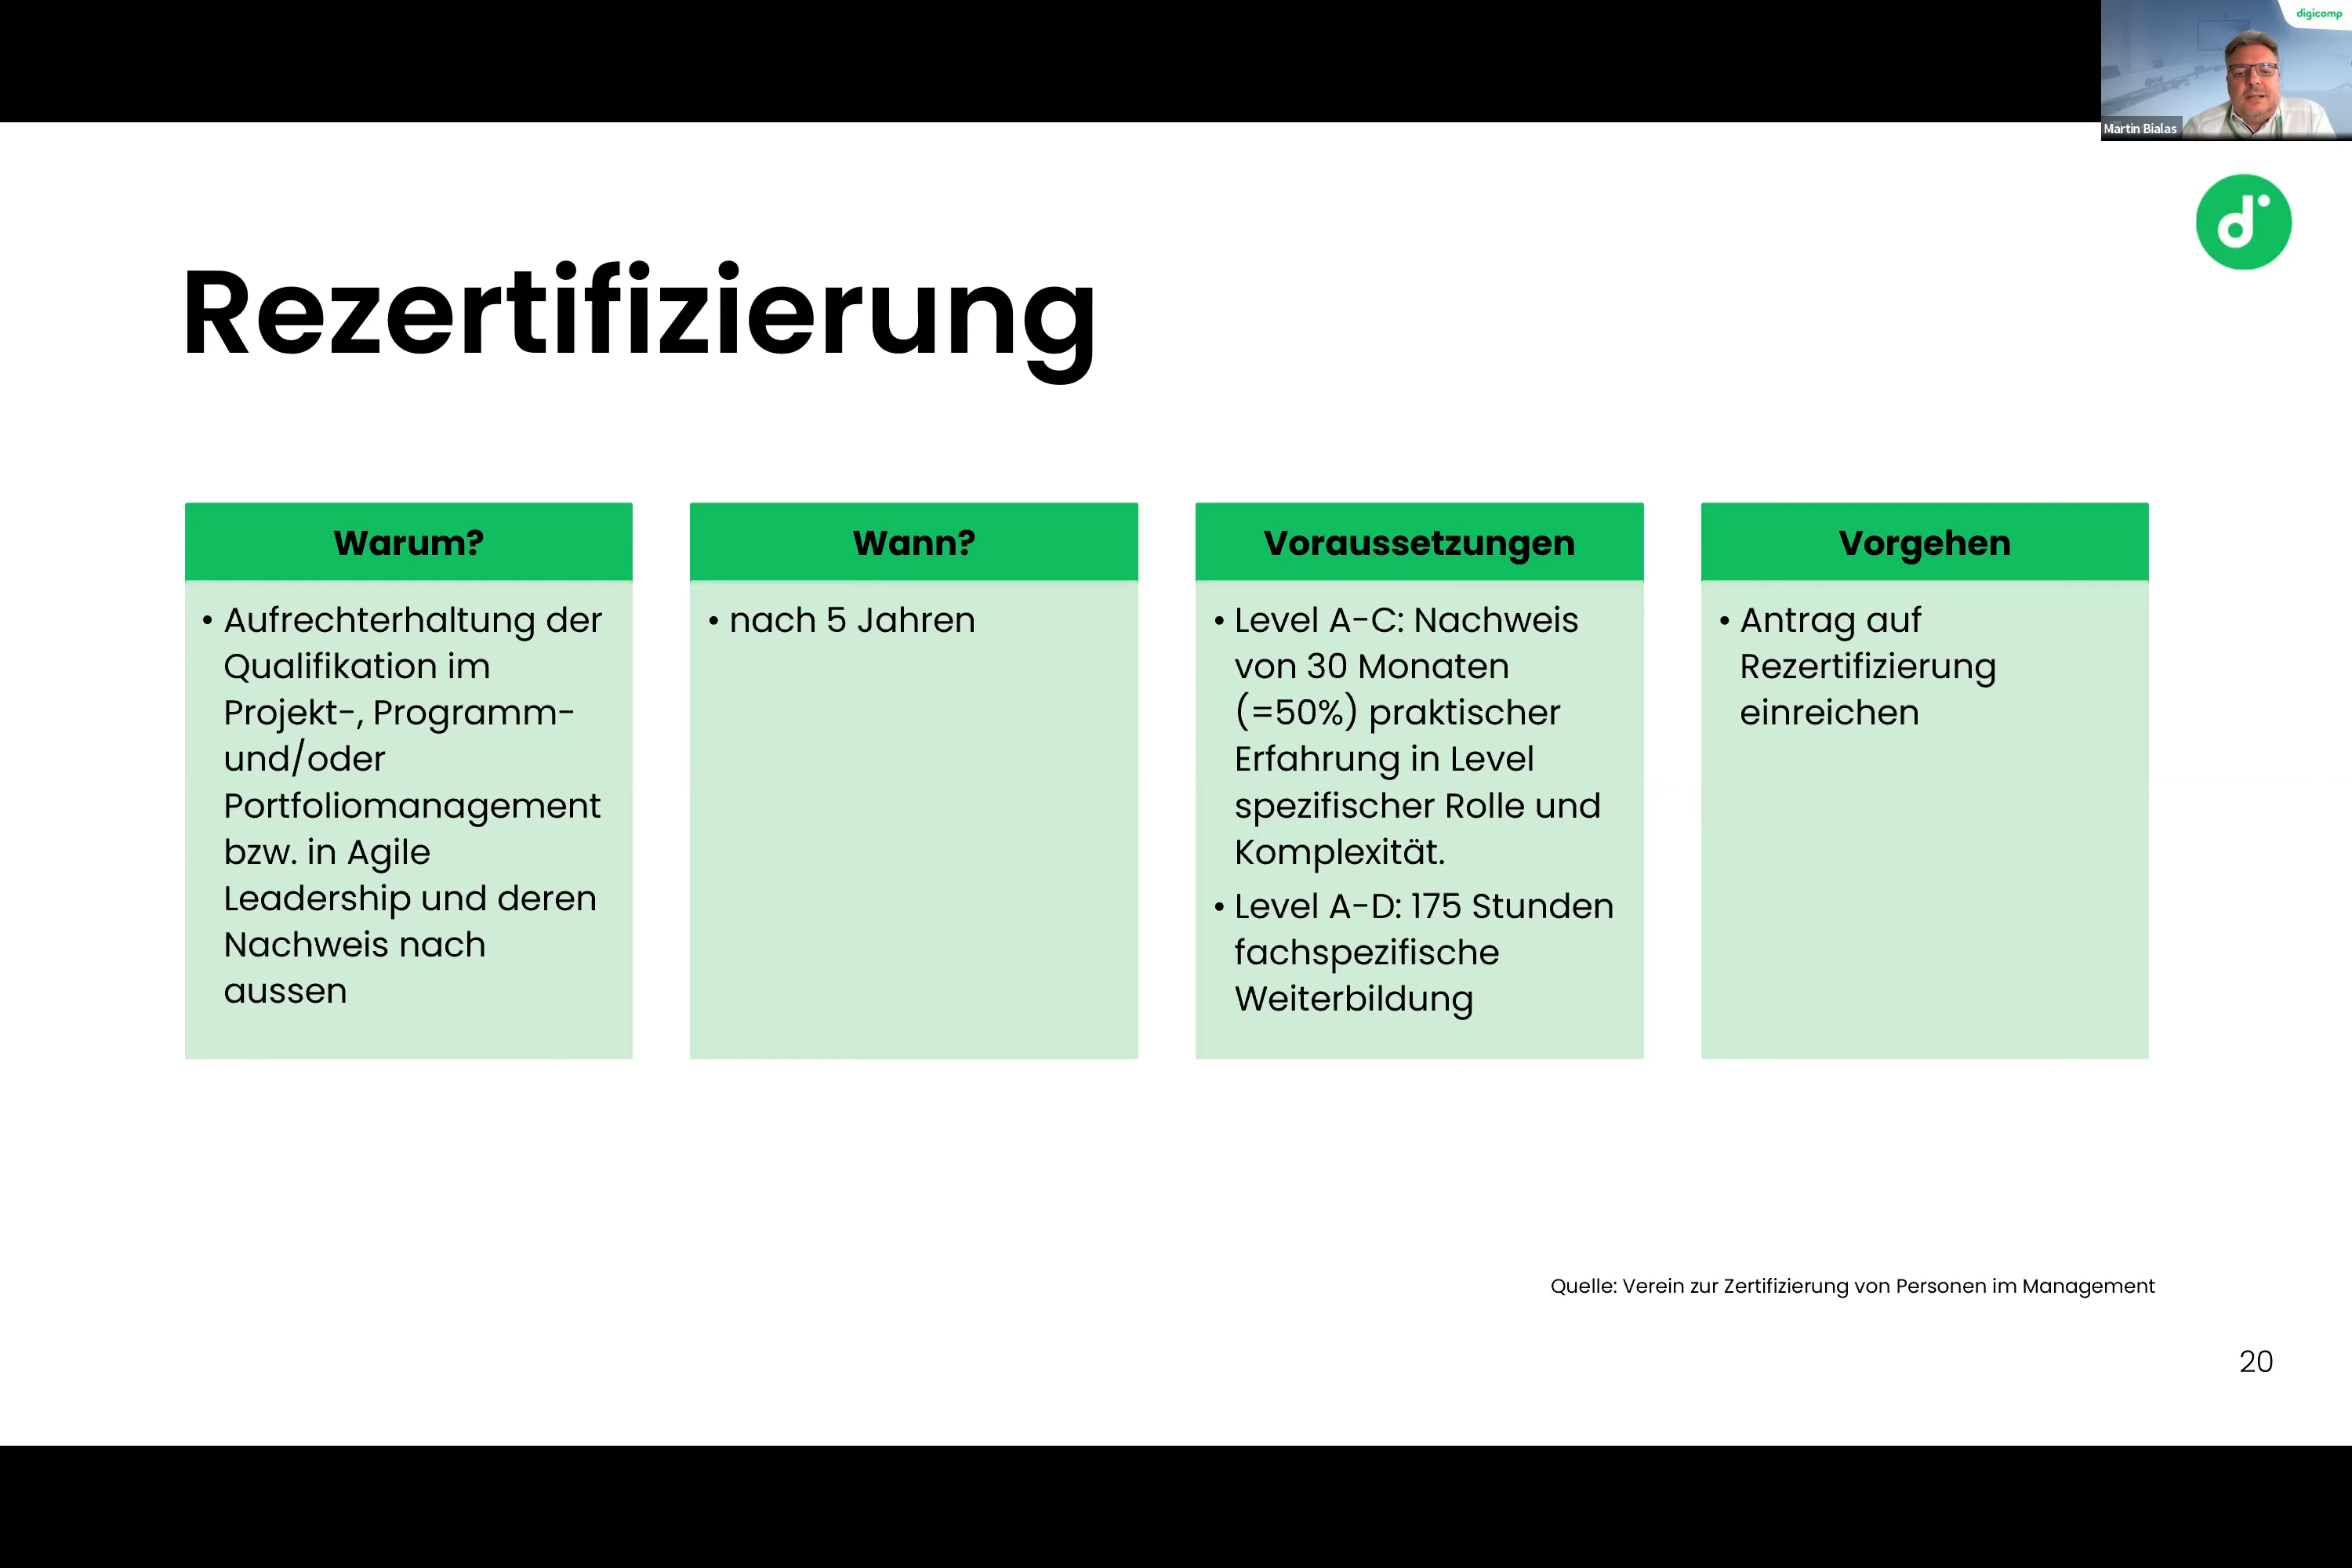 digicomp
Martin Bialas
d
Rezertifizierung
Warum?
• Aufrechterhaltung der
Qualifikation im
Projekt-, Programm-
und/oder
Portfoliomanagement
bzw. in Agile
Leadership und deren
Nachweis nach
aussen
Wann?
• nach 5 Jahren
Voraussetzungen
• Level A-C: Nachweis
von 30 Monaten
(=50%) praktischer
Erfahrung in Level
spezifischer Rolle und
Komplexität.
• Level A-D: 175 Stunden
fachspezifische
Weiterbildung
Vorgehen
• Antrag auf
Rezertifizierung
einreichen
Quelle: Verein zur Zertifizierung von Personen im Management
20